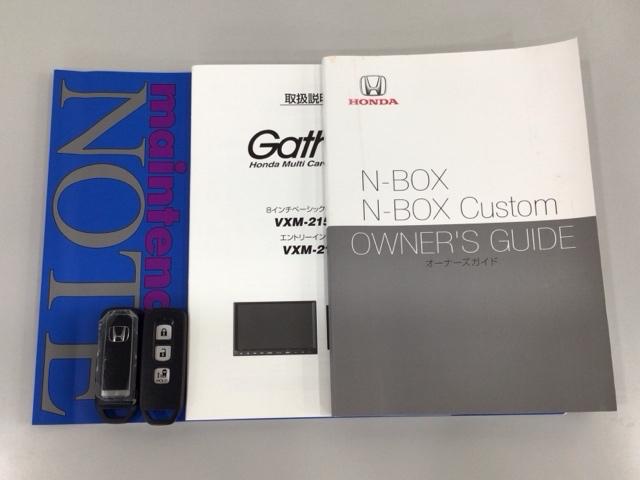 maintenance
NOTE
取扱説明
Gath
Honda Multi Car
8インチベーシック
VXM-215
エントリーイン
VXM-21
HONDA
N-BOX
N-BOX Custom
OWNER'S GUIDE
オーナーズガイド